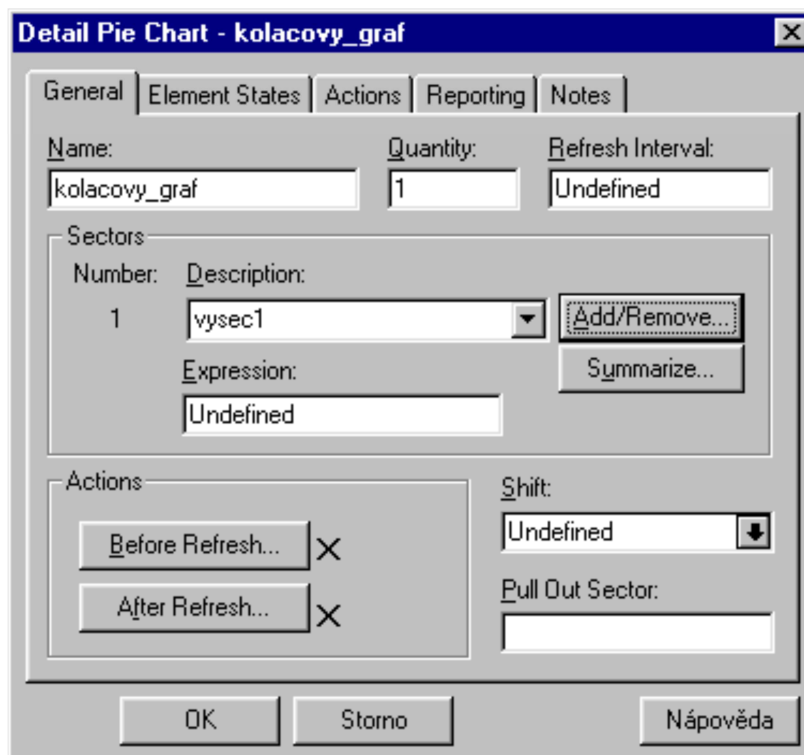 Detail Pie Chart - kolacovy_graf
General Element States Actions Reporting Notes
Name: Quantity: Refresh Interval:
kolacovy_graf 1 Undefined
Sectors
Number: Description:
1 vysec1 Add/Remove...
Expression: Summarize...
Undefined
Actions Shift:
Before Refresh... Undefined
After Refresh... Pull Out Sector:
OK Storno Nápověda